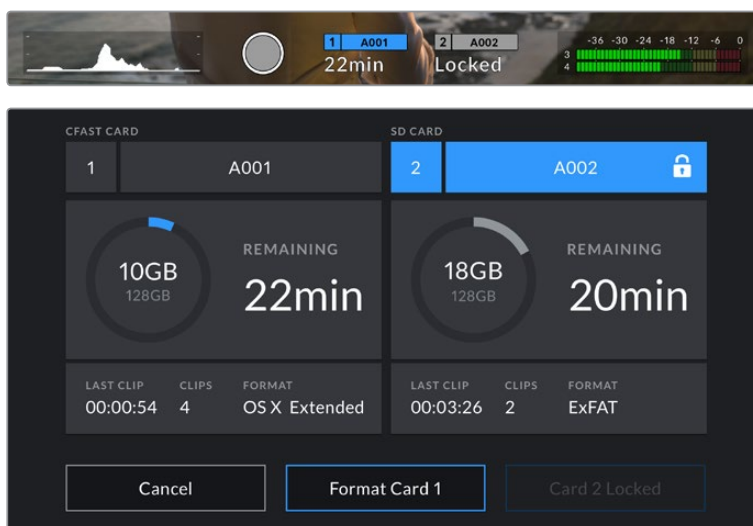 -36 -30 -24 -18 -12 -6 0
1 A001 2 A002
22min Locked
3
4
CFAST CARD SD CARD
1 A001 2 A002
REMAINING REMAINING
10GB 22min 18GB 20min
128GB 128GB
LAST CLIP CLIPS FORMAT LAST CLIP CLIPS FORMAT
00:00:54 4 OS X Extended 00:03:26 2 ExFAT
Cancel Format Card 1 Card 2 Locked